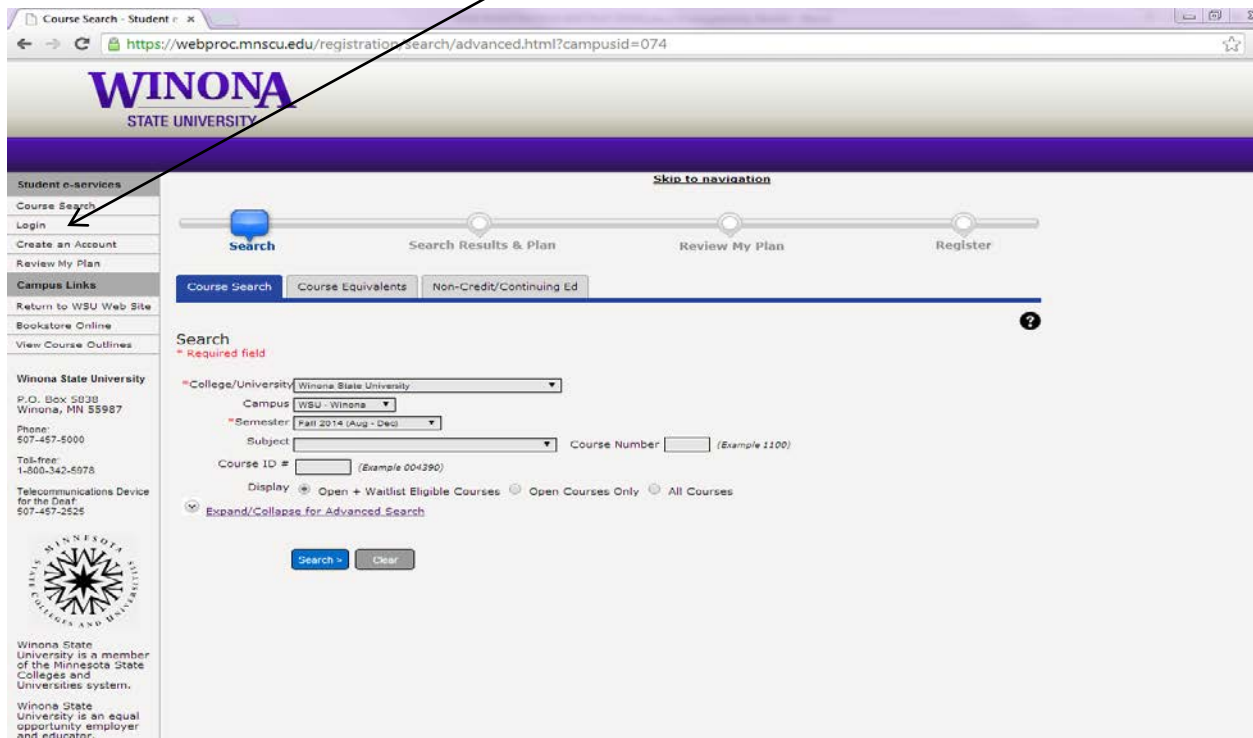 Course Search - Student e
https://webproc.mnscu.edu/registration/search/advanced.html?campusid=074
WINONA
STATE UNIVERSITY
Skip to navigation
Student e-services
Course Search
Login
Create an Account
Review My Plan
Campus Links
Return to WSU Web Site
Bookstore Online
View Course Outlines
Winona State University
P.O. Box 5838
Winona, MN 55987
Phone:
507-457-5000
Toll-free:
1-800-342-5978
Telecommunications Device
for the Deaf:
507-457-2525
MINNESOTA STATE COLLEGES AND UNIVERSITIES
Winona State
University is a member
of the Minnesota State
Colleges and
Universities system.
Winona State
University is an equal
opportunity employer
and educator.
Search Search Results & Plan Review My Plan Register
Course Search Course Equivalents Non-Credit/Continuing Ed
?
Search
* Required field
*College/University Winona State University
Campus WSU - Winona
*Semester Fall 2014 (Aug - Dec)
Subject Course Number (Example 1100)
Course ID # (Example 004390)
Display Open + Waitlist Eligible Courses Open Courses Only All Courses
Expand/Collapse for Advanced Search
Search > Clear